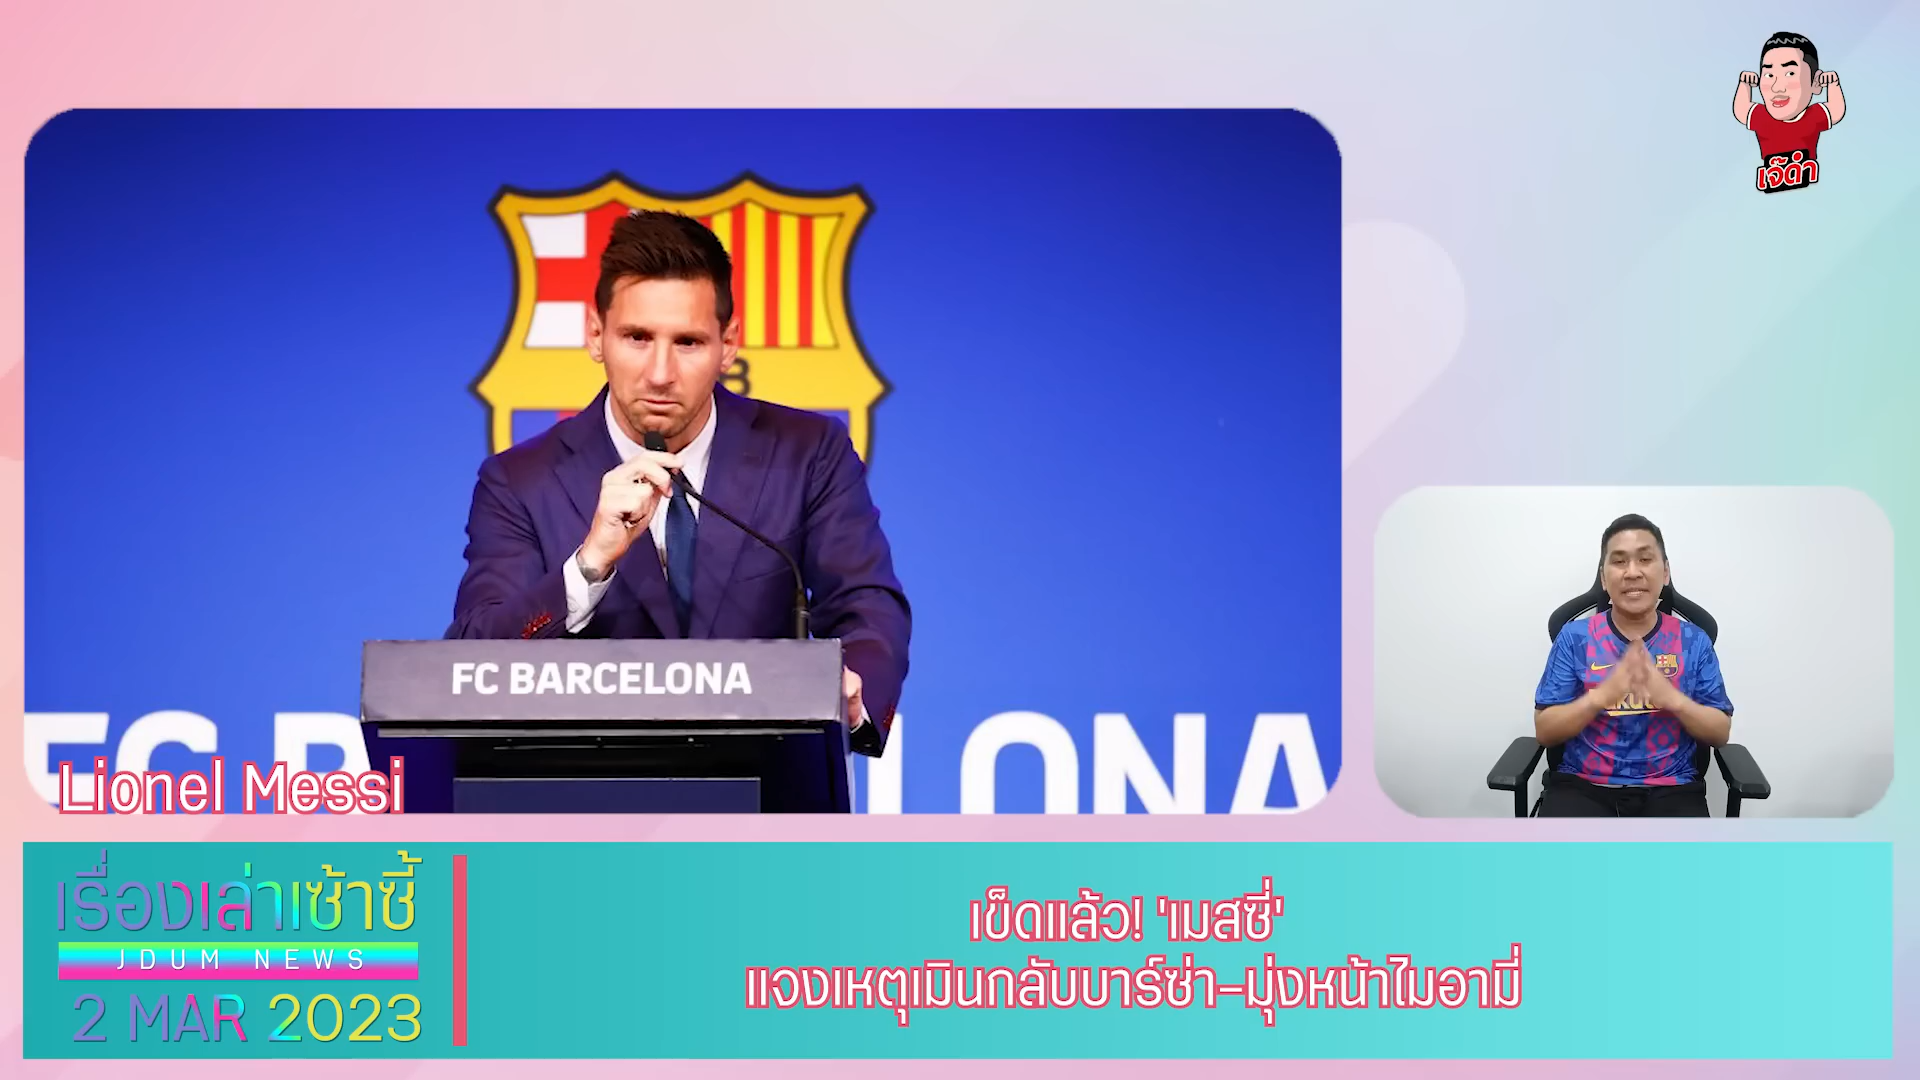 เจ๊ดำ
FC BARCELONA
Lionel Messi
เรื่องเล่าเซ้าซี้
JDUM NEWS
2 MAR 2023
เข็ดแล้ว! 'เมสซี่'
แจงเหตุเมินกลับบาร์ซ่า-มุ่งหน้าไมอามี่